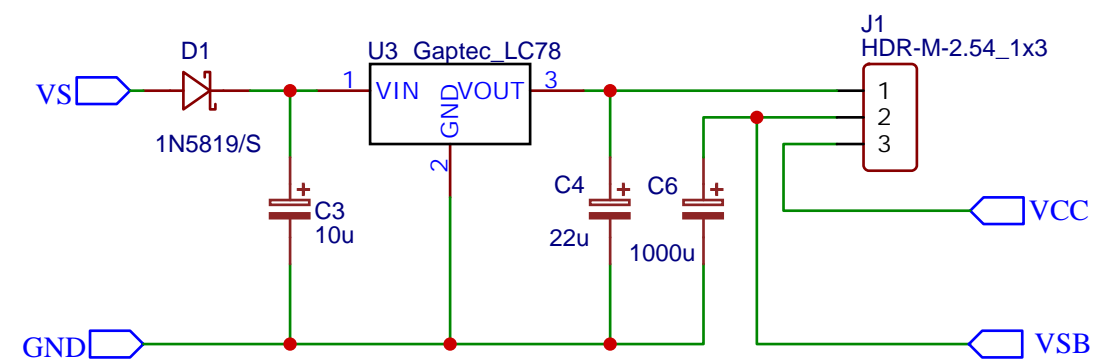 J1
HDR-M-2.54_1x3
D1
U3 Gaptec_LC78
VS
1
VIN
GND
VOUT
3
1
2
3
1N5819/S
2
C4
C6
C3
10u
VCC
22u
1000u
GND
VSB